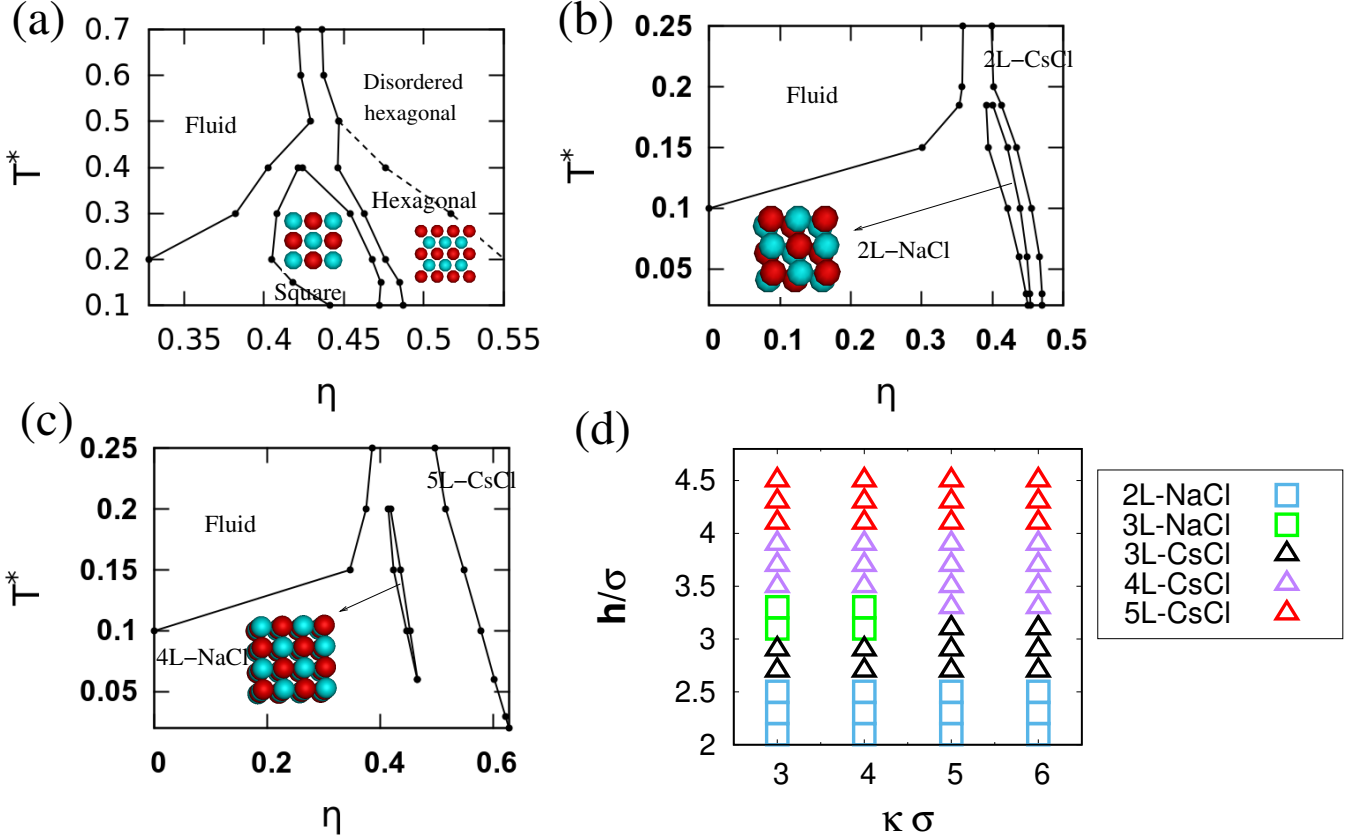 (a)
0.7
0.6
0.5
0.4
0.3
0.2
0.1
T*
Fluid
Disordered
hexagonal
Hexagonal
Square
0.35
0.4
0.45
0.5
0.55
η
(b)
0.25
0.2
0.15
0.1
0.05
T*
Fluid
2L−CsCl
2L−NaCl
0
0.1
0.2
0.3
0.4
0.5
η
(c)
0.25
0.2
0.15
0.1
0.05
T*
Fluid
5L−CsCl
4L−NaCl
0
0.2
0.4
0.6
η
(d)
4.5
4
3.5
3
2.5
2
h/σ
3
4
5
6
κ σ
2L-NaCl
3L-NaCl
3L-CsCl
4L-CsCl
5L-CsCl